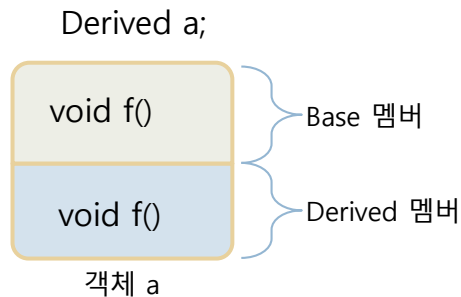 Derived a;
void f()
Base 멤버
void f()
Derived 멤버
객체 a